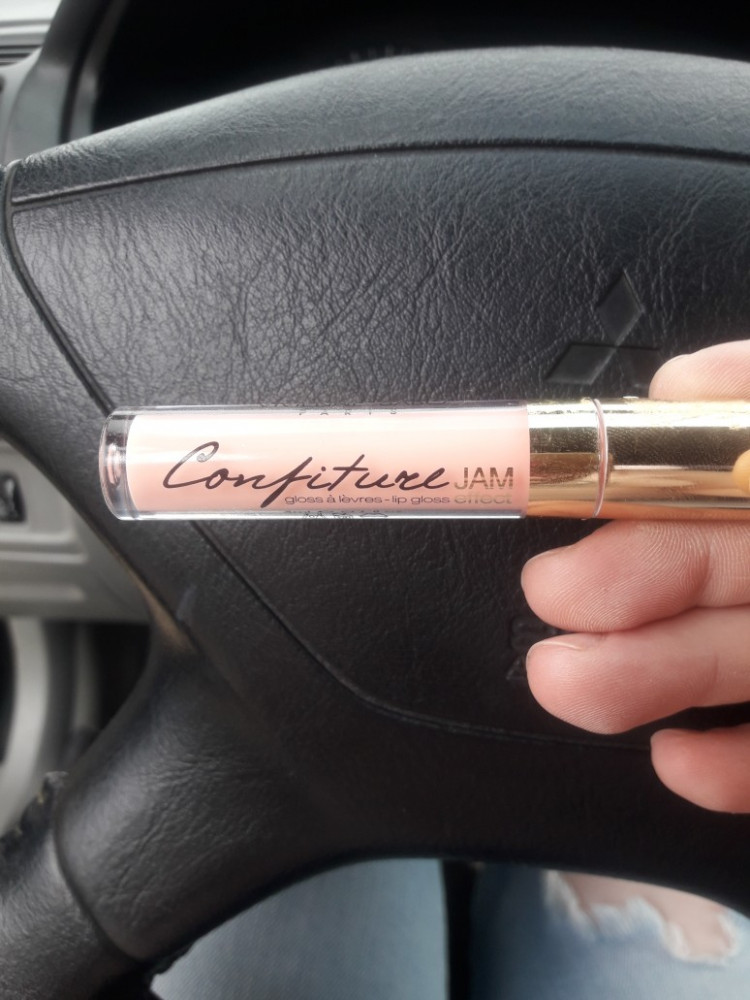 PARIS
Confiture JAM
gloss à lèvres - lip gloss effect